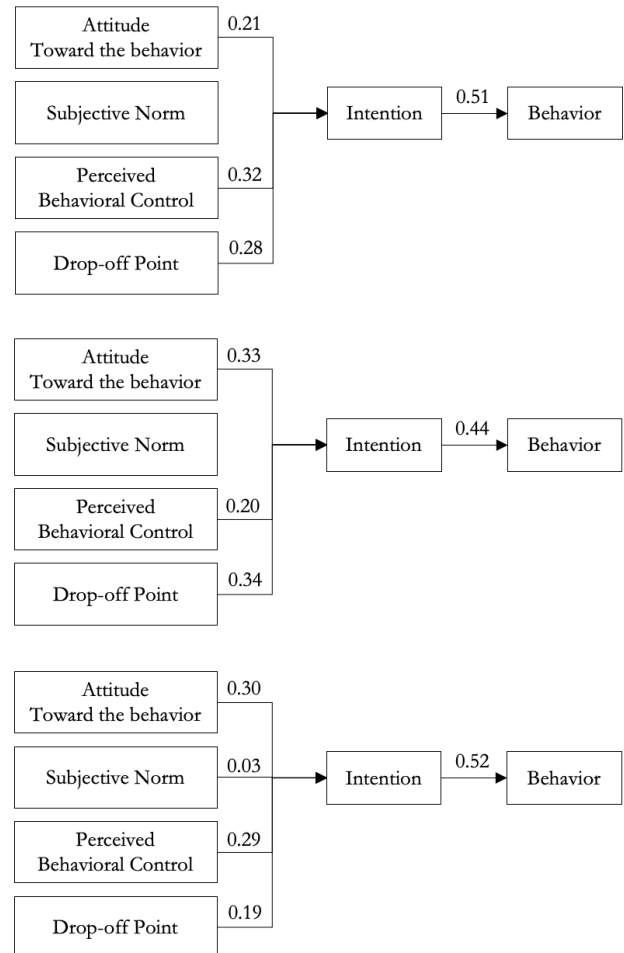 Attitude
Toward the behavior
0.21
Subjective Norm
Intention
0.51
Behavior
Perceived
Behavioral Control
0.32
Drop-off Point
0.28
Attitude
Toward the behavior
0.33
Subjective Norm
Intention
0.44
Behavior
Perceived
Behavioral Control
0.20
Drop-off Point
0.34
Attitude
Toward the behavior
0.30
Subjective Norm
0.03
Intention
0.52
Behavior
Perceived
Behavioral Control
0.29
Drop-off Point
0.19